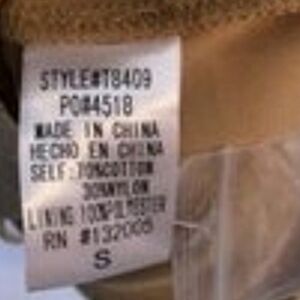 STYLE#T8409
PO#4518
MADE IN CHINA
HECHO EN CHINA
SELF:70%COTTON
30%NYLON
LINING:100%POLYESTER
RN #132005
S